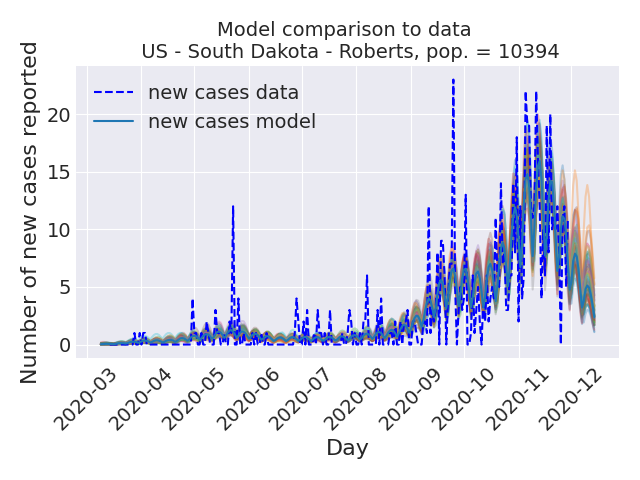 Model comparison to data
US - South Dakota - Roberts, pop. = 10394
new cases data
new cases model
Number of new cases reported
20
15
10
5
0
2020-03
2020-04
2020-05
2020-06
2020-07
2020-08
2020-09
2020-10
2020-11
2020-12
Day